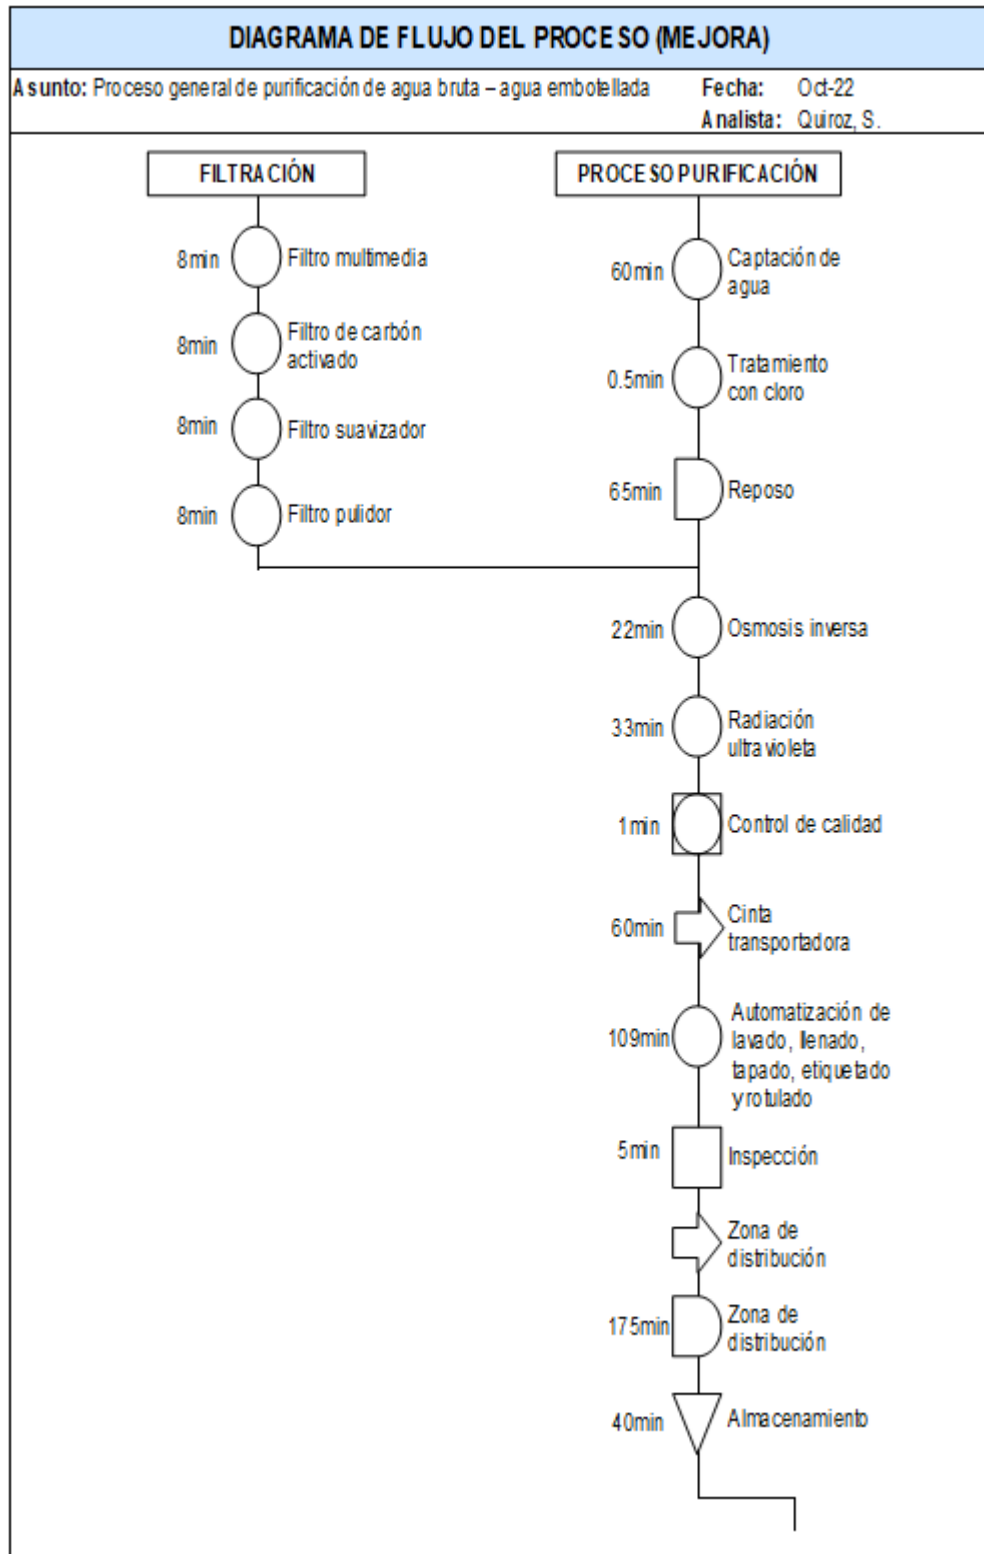 DIAGRAMA DE FLUJO DEL PROCESO (MEJORA)
Asunto: Proceso general de purificación de agua bruta – agua embotellada
Fecha: Oct-22
Analista: Quiroz, S.
FILTRACIÓN
8min Filtro multimedia
8min Filtro de carbón
activado
8min Filtro suavizador
8min Filtro pulidor
PROCESO PURIFICACIÓN
60min Captación de
agua
0.5min Tratamiento
con cloro
65min Reposo
22min Osmosis inversa
33min Radiación
ultravioleta
1min Control de calidad
60min Cinta
transportadora
109min Automatización de
lavado, llenado,
tapado, etiquetado
y rotulado
5min Inspección
Zona de
distribución
175min Zona de
distribución
40min Almacenamiento